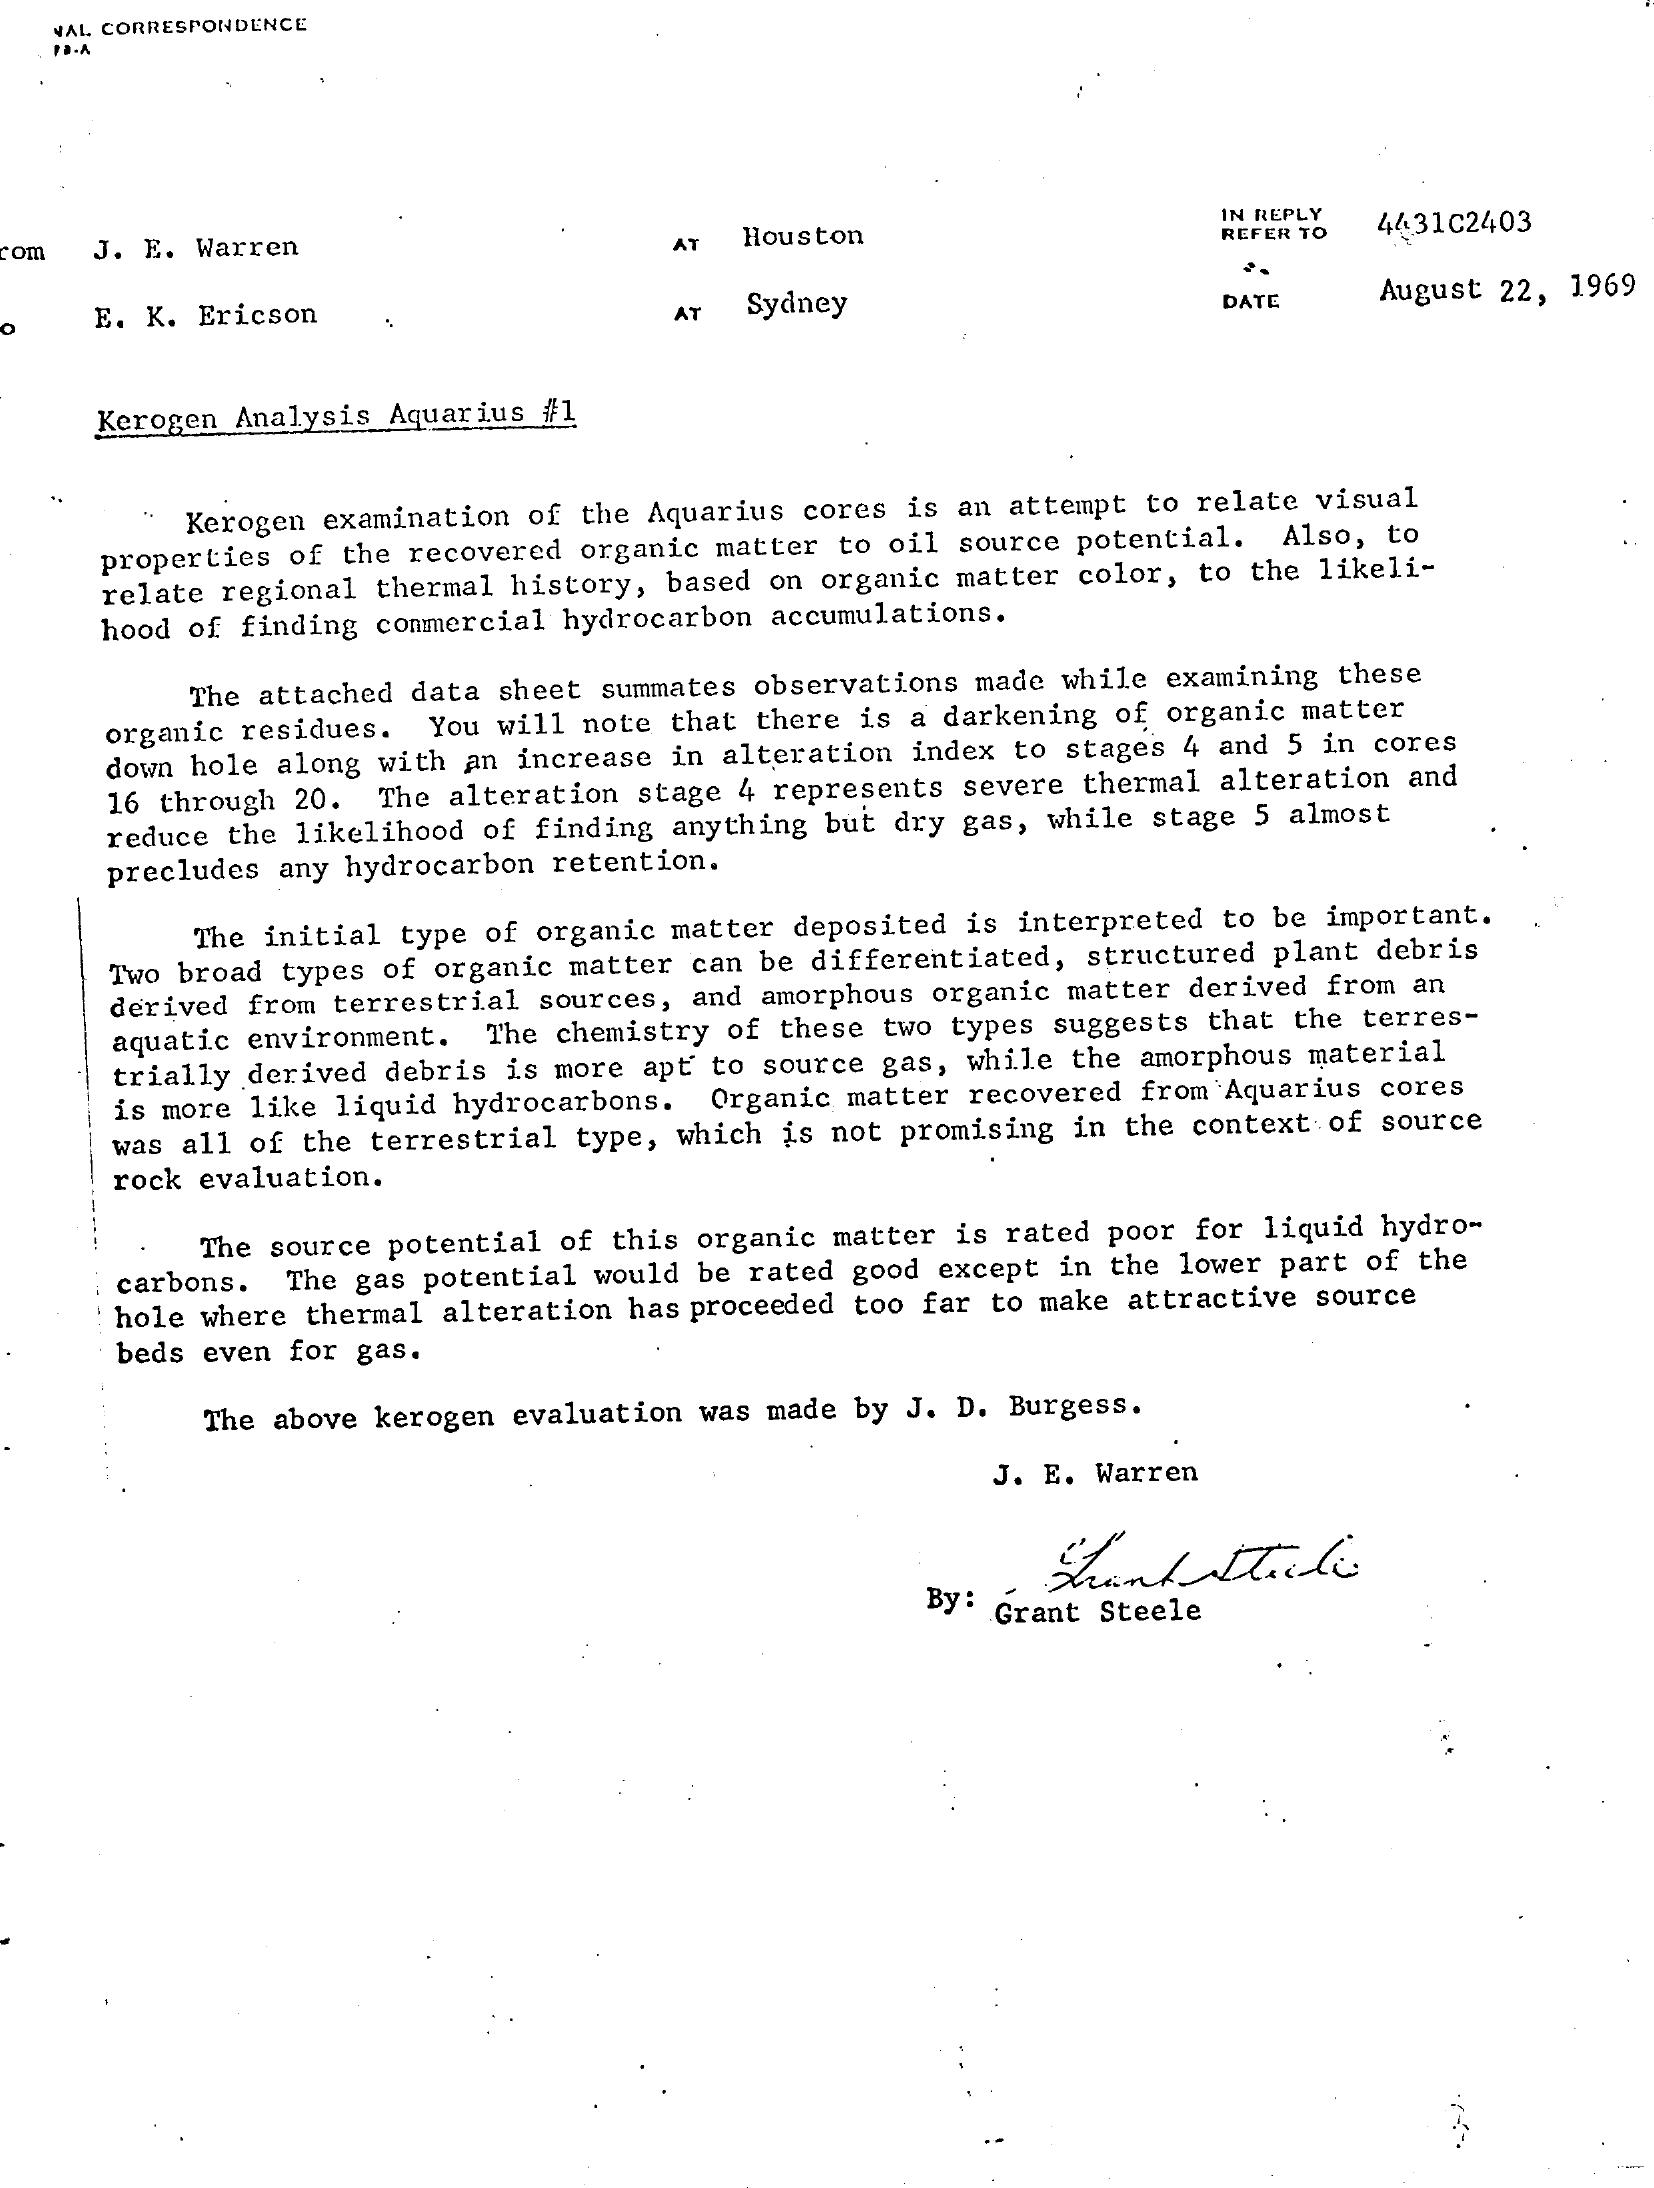 NAL CORRESPONDENCE
rom J. E. Warren AT Houston IN REPLY REFER TO 4431C2403
o E. K. Ericson AT Sydney DATE August 22, 1969
Kerogen Analysis Aquarius #1
Kerogen examination of the Aquarius cores is an attempt to relate visual
properties of the recovered organic matter to oil source potential. Also, to
relate regional thermal history, based on organic matter color, to the likeli-
hood of finding commercial hydrocarbon accumulations.
The attached data sheet summates observations made while examining these
organic residues. You will note that there is a darkening of organic matter
down hole along with an increase in alteration index to stages 4 and 5 in cores
16 through 20. The alteration stage 4 represents severe thermal alteration and
reduce the likelihood of finding anything but dry gas, while stage 5 almost
precludes any hydrocarbon retention.
The initial type of organic matter deposited is interpreted to be important.
Two broad types of organic matter can be differentiated, structured plant debris
derived from terrestrial sources, and amorphous organic matter derived from an
aquatic environment. The chemistry of these two types suggests that the terres-
trially derived debris is more apt to source gas, while the amorphous material
is more like liquid hydrocarbons. Organic matter recovered from Aquarius cores
was all of the terrestrial type, which is not promising in the context of source
rock evaluation.
The source potential of this organic matter is rated poor for liquid hydro-
carbons. The gas potential would be rated good except in the lower part of the
hole where thermal alteration has proceeded too far to make attractive source
beds even for gas.
The above kerogen evaluation was made by J. D. Burgess.
J. E. Warren
Grant Steele
By: Grant Steele